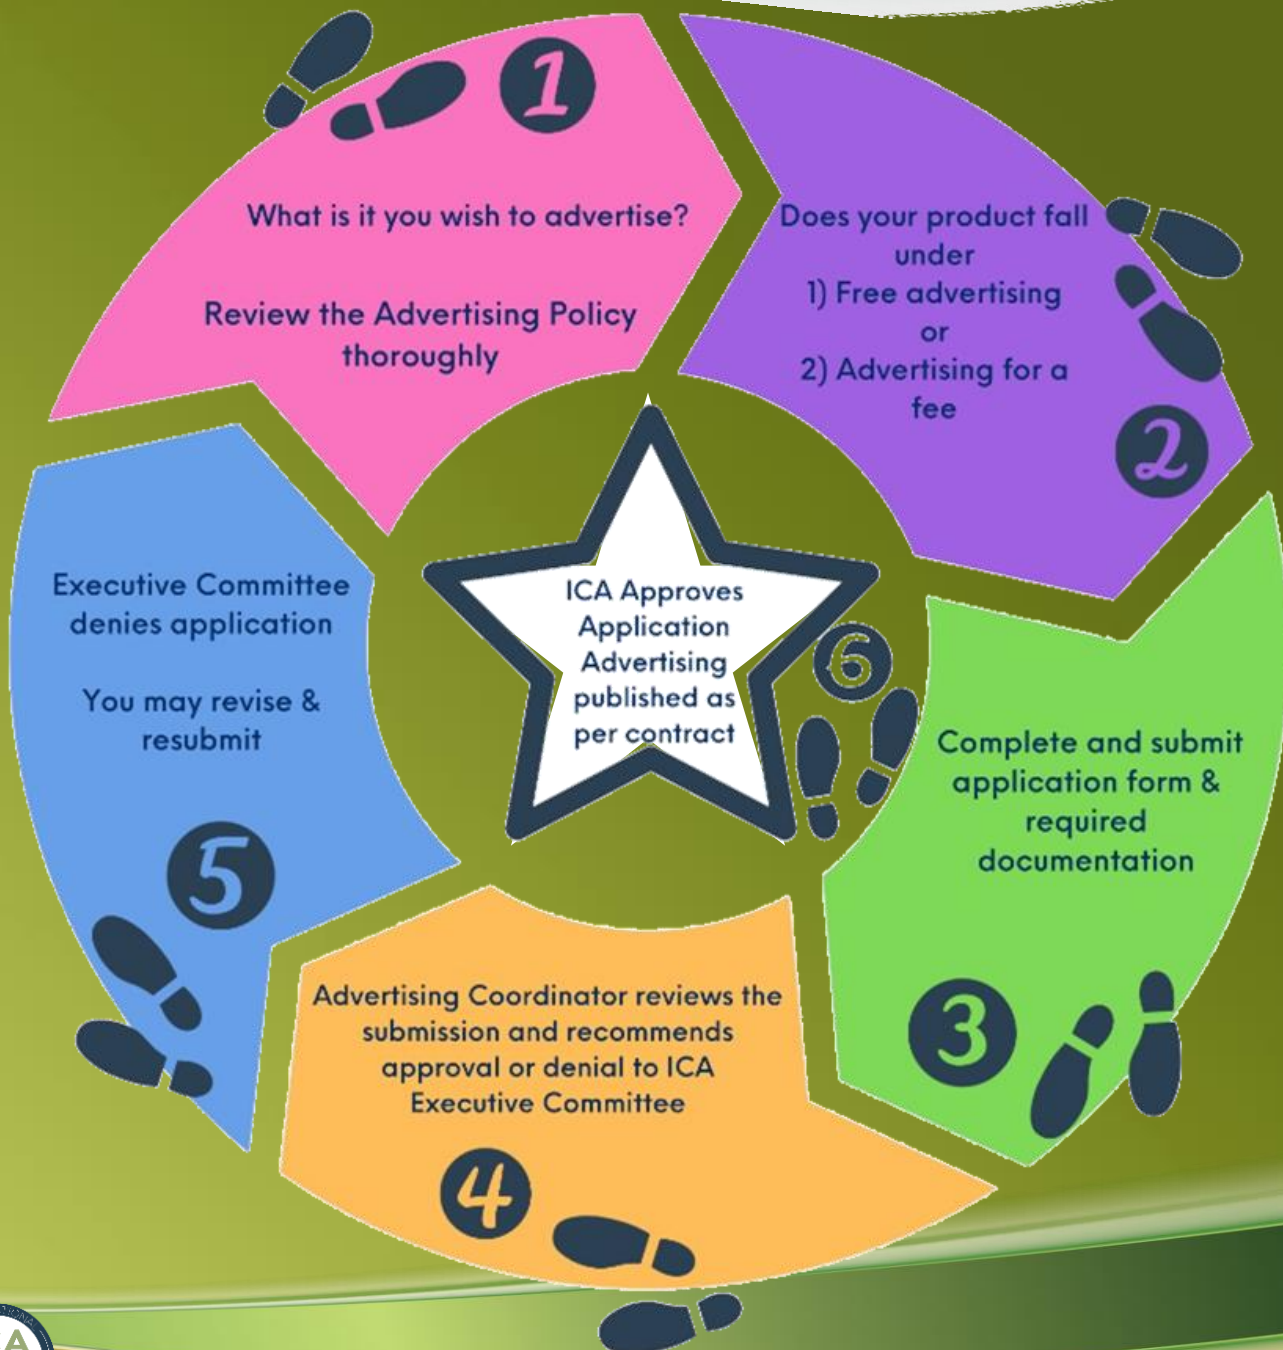 1
What is it you wish to advertise?
Review the Advertising Policy
thoroughly
Does your product fall
under
1) Free advertising
or
2) Advertising for a
fee
2
Complete and submit
application form &
required
documentation
3
Advertising Coordinator reviews the
submission and recommends
approval or denial to ICA
Executive Committee
4
Executive Committee
denies application
You may revise &
resubmit
5
ICA Approves
Application
Advertising
published as
per contract
6